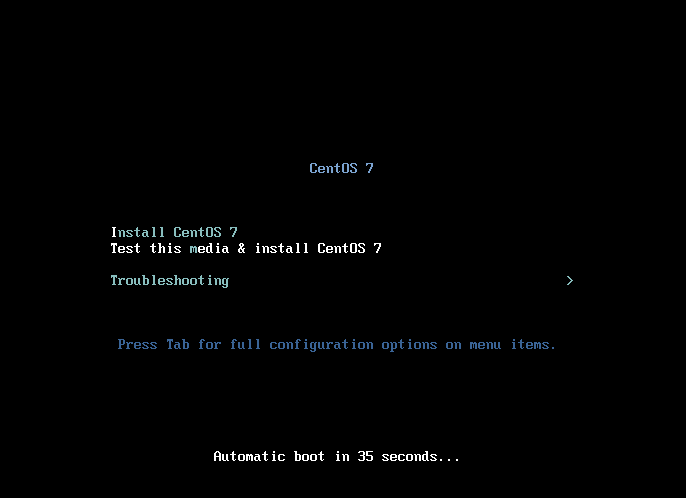 CentOS 7
Install CentOS 7
Test this media & install CentOS 7
Troubleshooting >
Press Tab for full configuration options on menu items.
Automatic boot in 35 seconds...